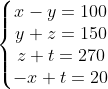 x - y = 100
y + z = 150
z + t = 270
-x + t = 20